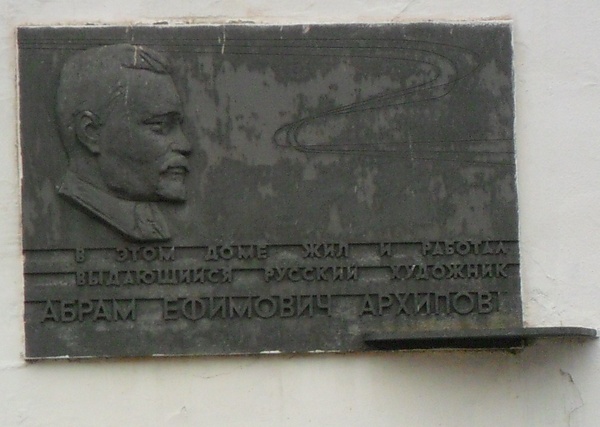 В ЭТОМ ДОМЕ ЖИЛ И РАБОТАЛ
ВЫДАЮЩИЙСЯ РУССКИЙ ХУДОЖНИК
АБРАМ ЕФИМОВИЧ АРХИПОВ